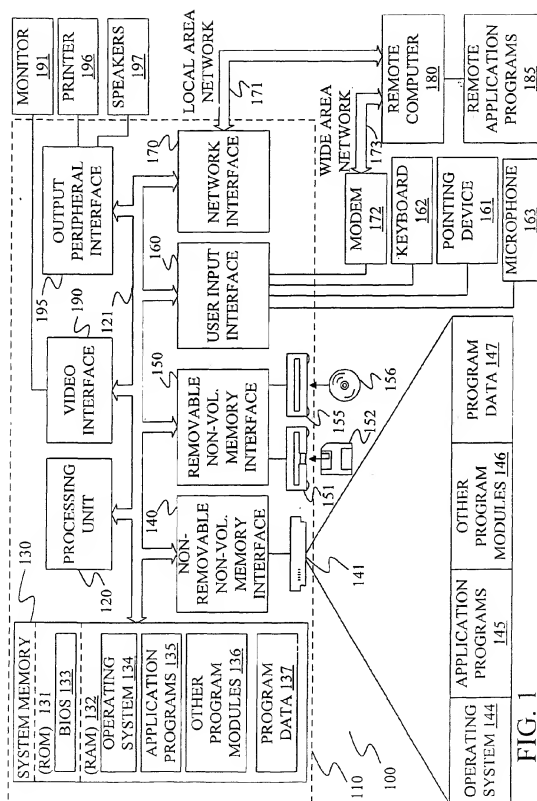 SYSTEM MEMORY
(ROM) 131
BIOS 133
(RAM) 132
OPERATING
SYSTEM 134
APPLICATION
PROGRAMS 135
OTHER
PROGRAM
MODULES 136
PROGRAM
DATA 137
130
PROCESSING
UNIT
120
VIDEO
INTERFACE
190
195
OUTPUT
PERIPHERAL
INTERFACE
121
MONITOR
191
PRINTER
196
SPEAKERS
197
NON-
REMOVABLE
NON-VOL.
MEMORY
INTERFACE
140
REMOVABLE
NON-VOL.
MEMORY
INTERFACE
150
USER INPUT
INTERFACE
160
NETWORK
INTERFACE
170
LOCAL AREA
NETWORK
171
141
151
152
155
156
WIDE AREA
NETWORK
173
MODEM
172
KEYBOARD
162
POINTING
DEVICE
161
MICROPHONE
163
REMOTE
COMPUTER
180
REMOTE
APPLICATION
PROGRAMS
185
110
100
OPERATING
SYSTEM 144
APPLICATION
PROGRAMS
145
OTHER
PROGRAM
MODULES 146
PROGRAM
DATA 147
FIG. 1